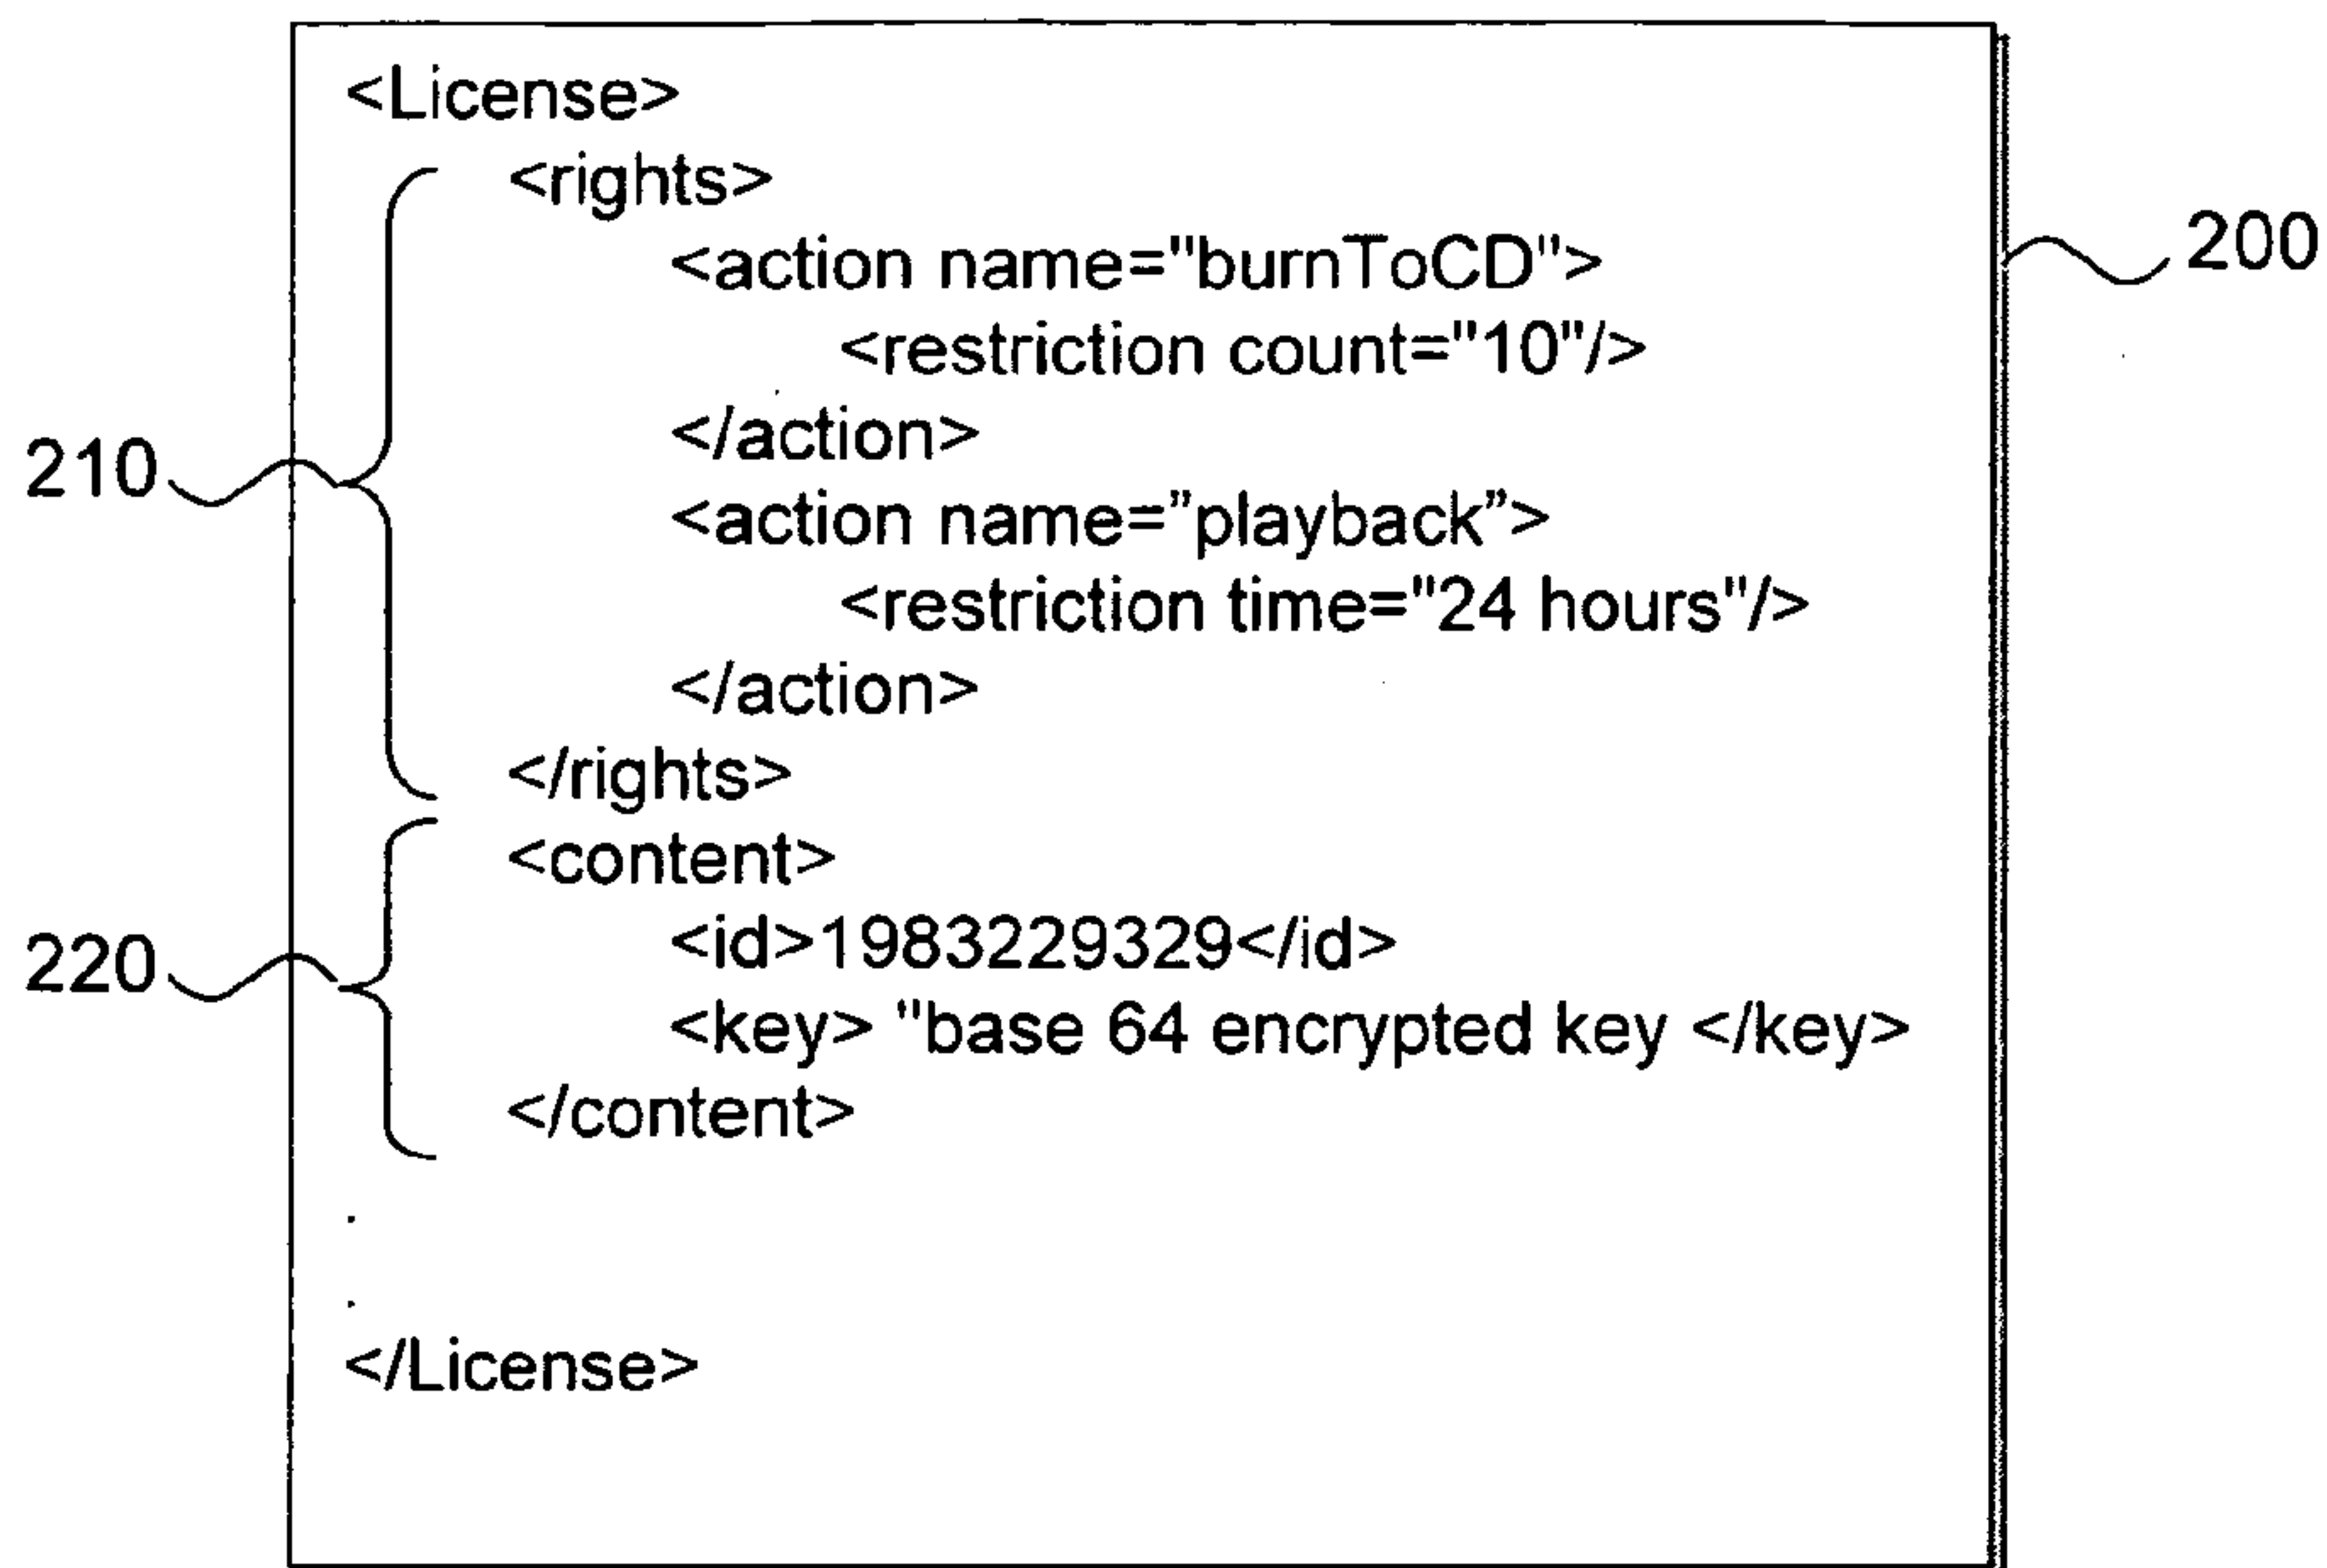 <License>
<rights>
<action name="burnToCD">
200
<restriction count="10"/>
</action>
210
<action name=”playback”>
<restriction time="24 hours"/>
</action>
</rights>
<content>
<id>1983229329</id>
220
<key> "base 64 encrypted key </key>
</content>
.
.
</License>